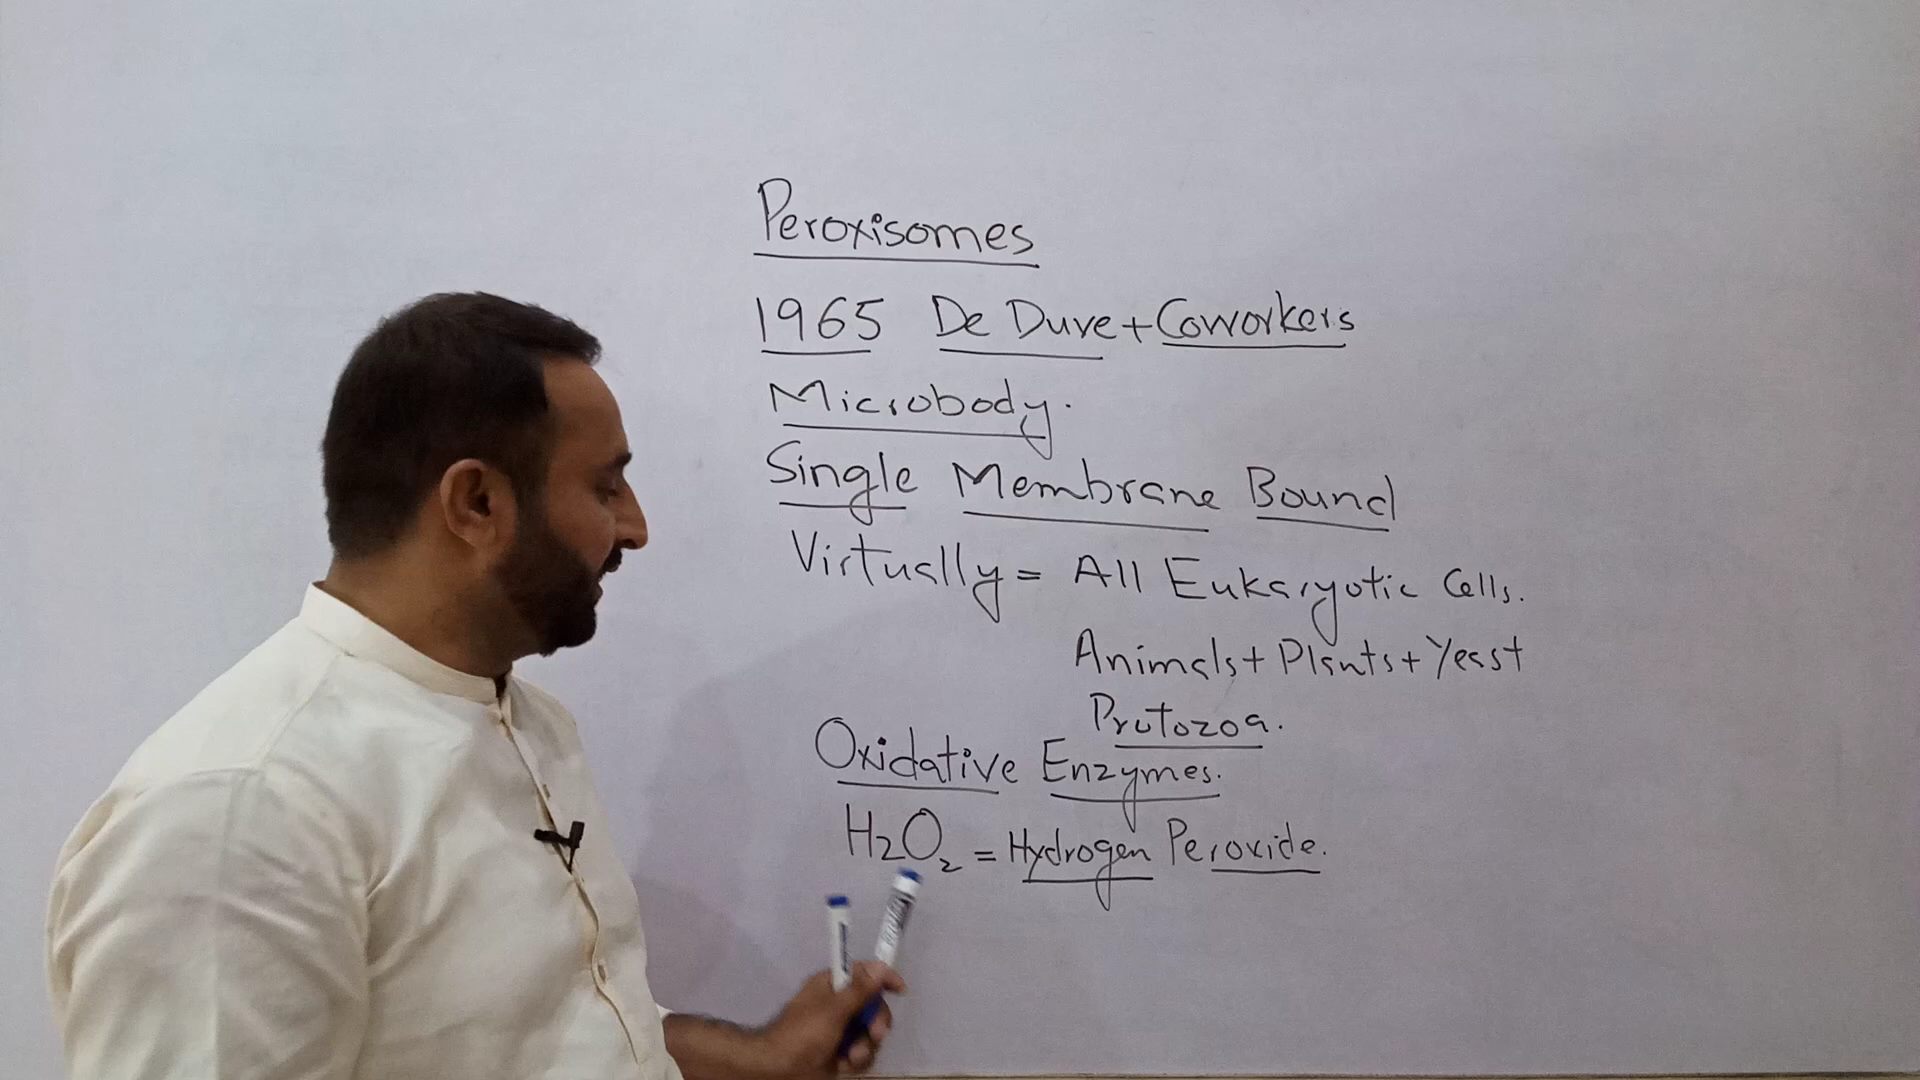 Peroxisomes
1965 De Duve + Coworkers
Microbody.
Single Membrane Bound
Virtually = All Eukaryotic Cells.
Animals + Plants + Yeast
Protozoa.
Oxidative Enzymes.
H2O2 = Hydrogen Peroxide.